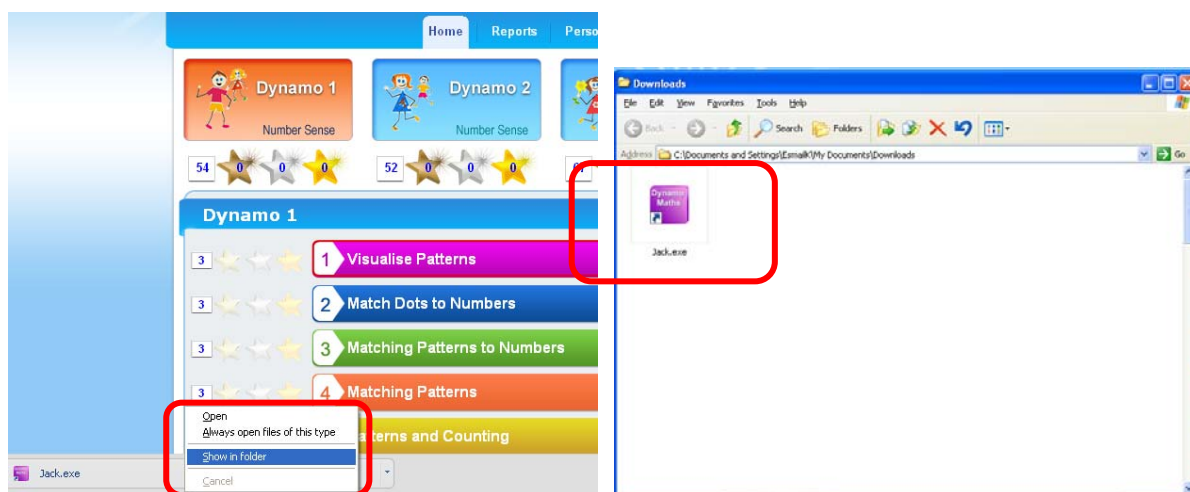 Home Reports Perso
Dynamo 1
Number Sense
Dynamo 2
Number Sense
54 0 0 0
52 0 0 0
Dynamo 1
3 1 Visualise Patterns
3 2 Match Dots to Numbers
3 3 Matching Patterns to Numbers
3 4 Matching Patterns
terns and Counting
Open
Always open files of this type
Show in folder
Cancel
Jack.exe
Downloads
File Edit View Favorites Tools Help
Back Search Folders
Address C:\Documents and Settings\EsmailK\My Documents\Downloads Go
Dynamo
Maths
Jack.exe